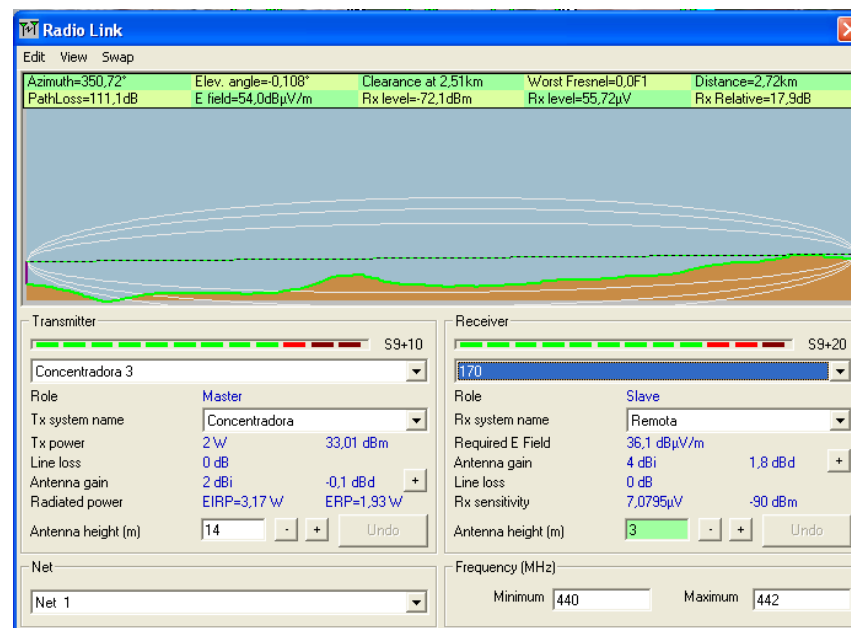 Radio Link
Edit View Swap
Azimuth=350,72° Elev. angle=-0,108° Clearance at 2,51km Worst Fresnel=0,0F1 Distance=2,72km
PathLoss=111,1dB E field=54,0dBµV/m Rx level=-72,1dBm Rx level=55,72µV Rx Relative=17,9dB
Transmitter
S9+10
Concentradora 3
Role Master
Tx system name Concentradora
Tx power 2 W 33,01 dBm
Line loss 0 dB
Antenna gain 2 dBi -0,1 dBd +
Radiated power EIRP=3,17 W ERP=1,93 W
Antenna height (m) 14 - + Undo
Net
Net 1
Receiver
S9+20
170
Role Slave
Rx system name Remota
Required E Field 36,1 dBµV/m
Antenna gain 4 dBi 1,8 dBd +
Line loss 0 dB
Rx sensitivity 7,0795µV -90 dBm
Antenna height (m) 3 - + Undo
Frequency (MHz)
Minimum 440 Maximum 442